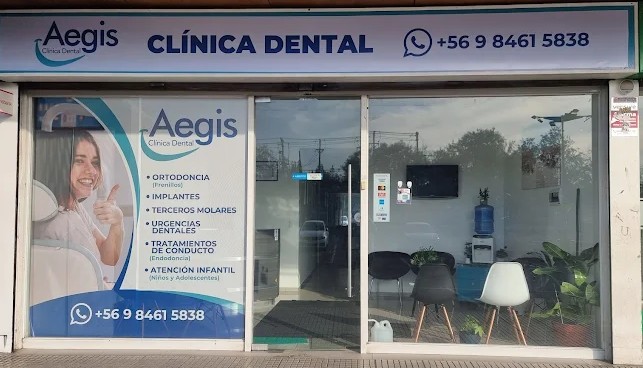 Aegis
Clínica Dental
CLÍNICA DENTAL
+56 9 8461 5838
Aegis
Clínica Dental
• ORTODONCIA
(Frenillos)
• IMPLANTES
• TERCEROS MOLARES
• URGENCIAS
DENTALES
• TRATAMIENTOS
DE CONDUCTO
(Endodoncia)
• ATENCIÓN INFANTIL
(Niños y Adolescentes)
+56 9 8461 5838